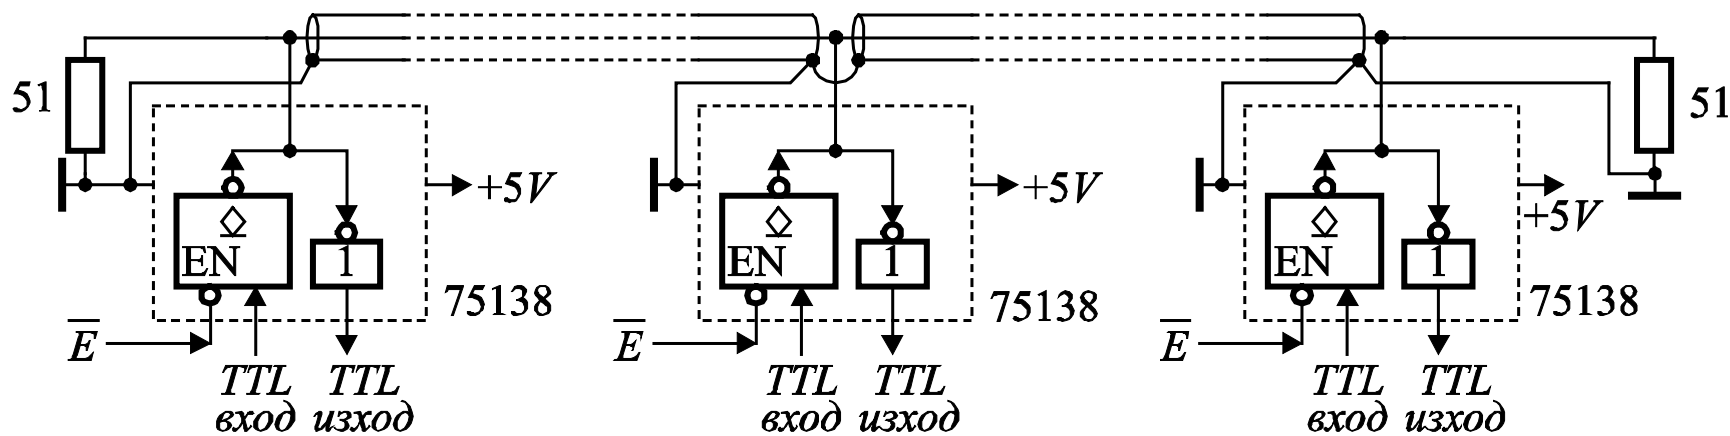 51
+5V
EN
1
75138
E
TTL
вход
TTL
изход
+5V
EN
1
75138
E
TTL
вход
TTL
изход
51
+5V
EN
1
75138
E
TTL
вход
TTL
изход